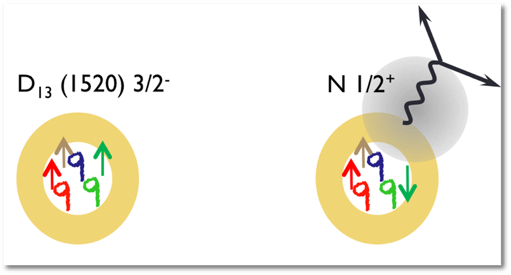 D₁₃ (1520) 3/2⁻
N 1/2⁺
q q q
q q q